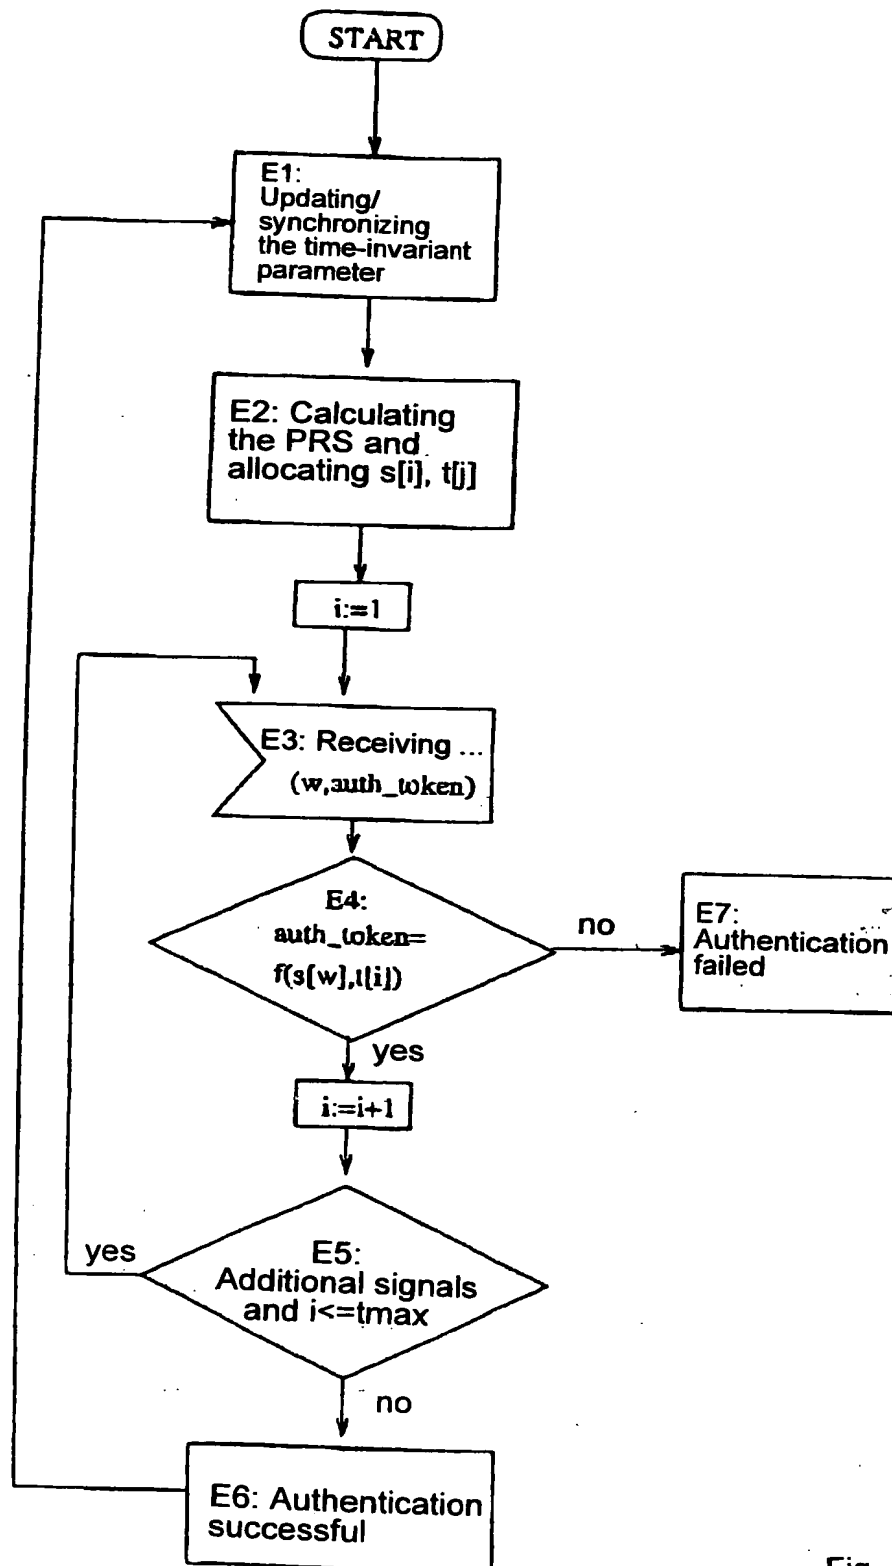 START
E1:
Updating/
synchronizing
the time-invariant
parameter
E2: Calculating
the PRS and
allocating s[i], t[j]
i:=1
E3: Receiving ...
(w,auth_token)
E4:
auth_token=
f(s[w],t[i])
no
E7:
Authentication
failed
yes
i:=i+1
yes
E5:
Additional signals
and i<=tmax
no
E6: Authentication
successful
Fig